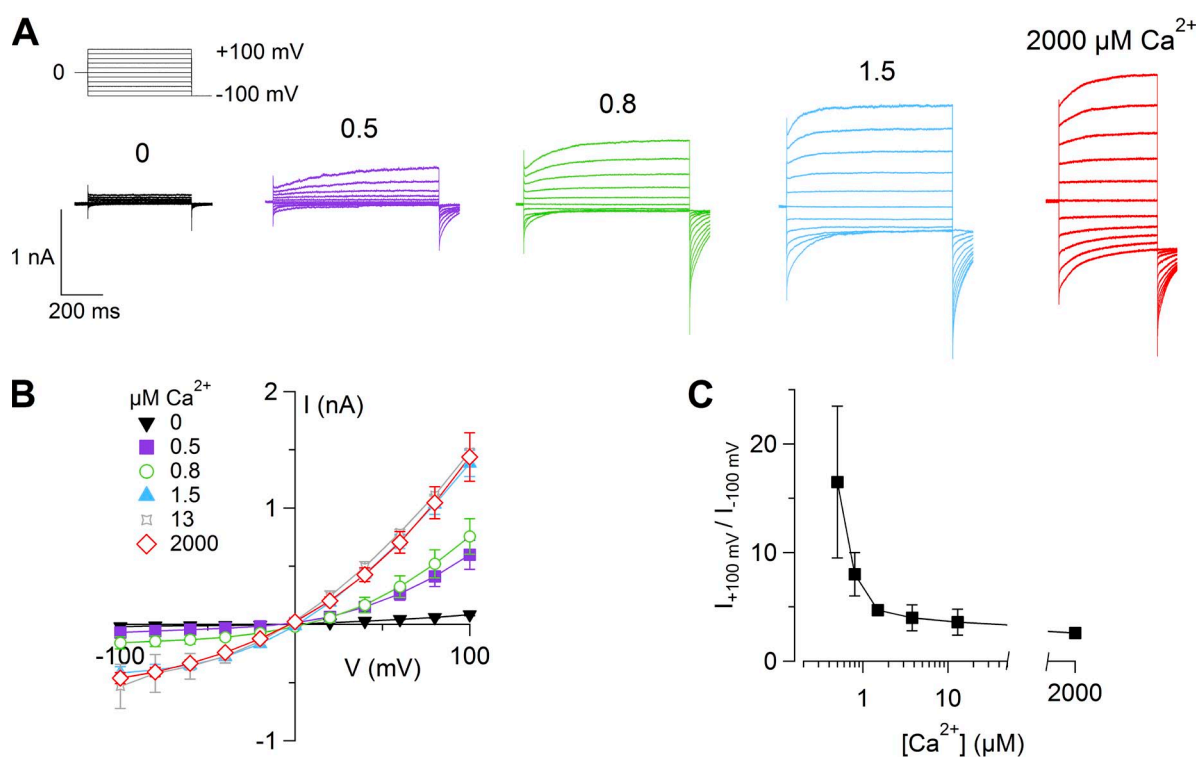 A
+100 mV
0
-100 mV
0
0.5
0.8
1.5
2000 µM Ca²⁺
1 nA
200 ms
B
µM Ca²⁺
0
0.5
0.8
1.5
13
2000
2
I (nA)
1
-100
V (mV)
100
-1
C
I+100 mV / I-100 mV
20
10
0
1
10
2000
[Ca²⁺] (µM)